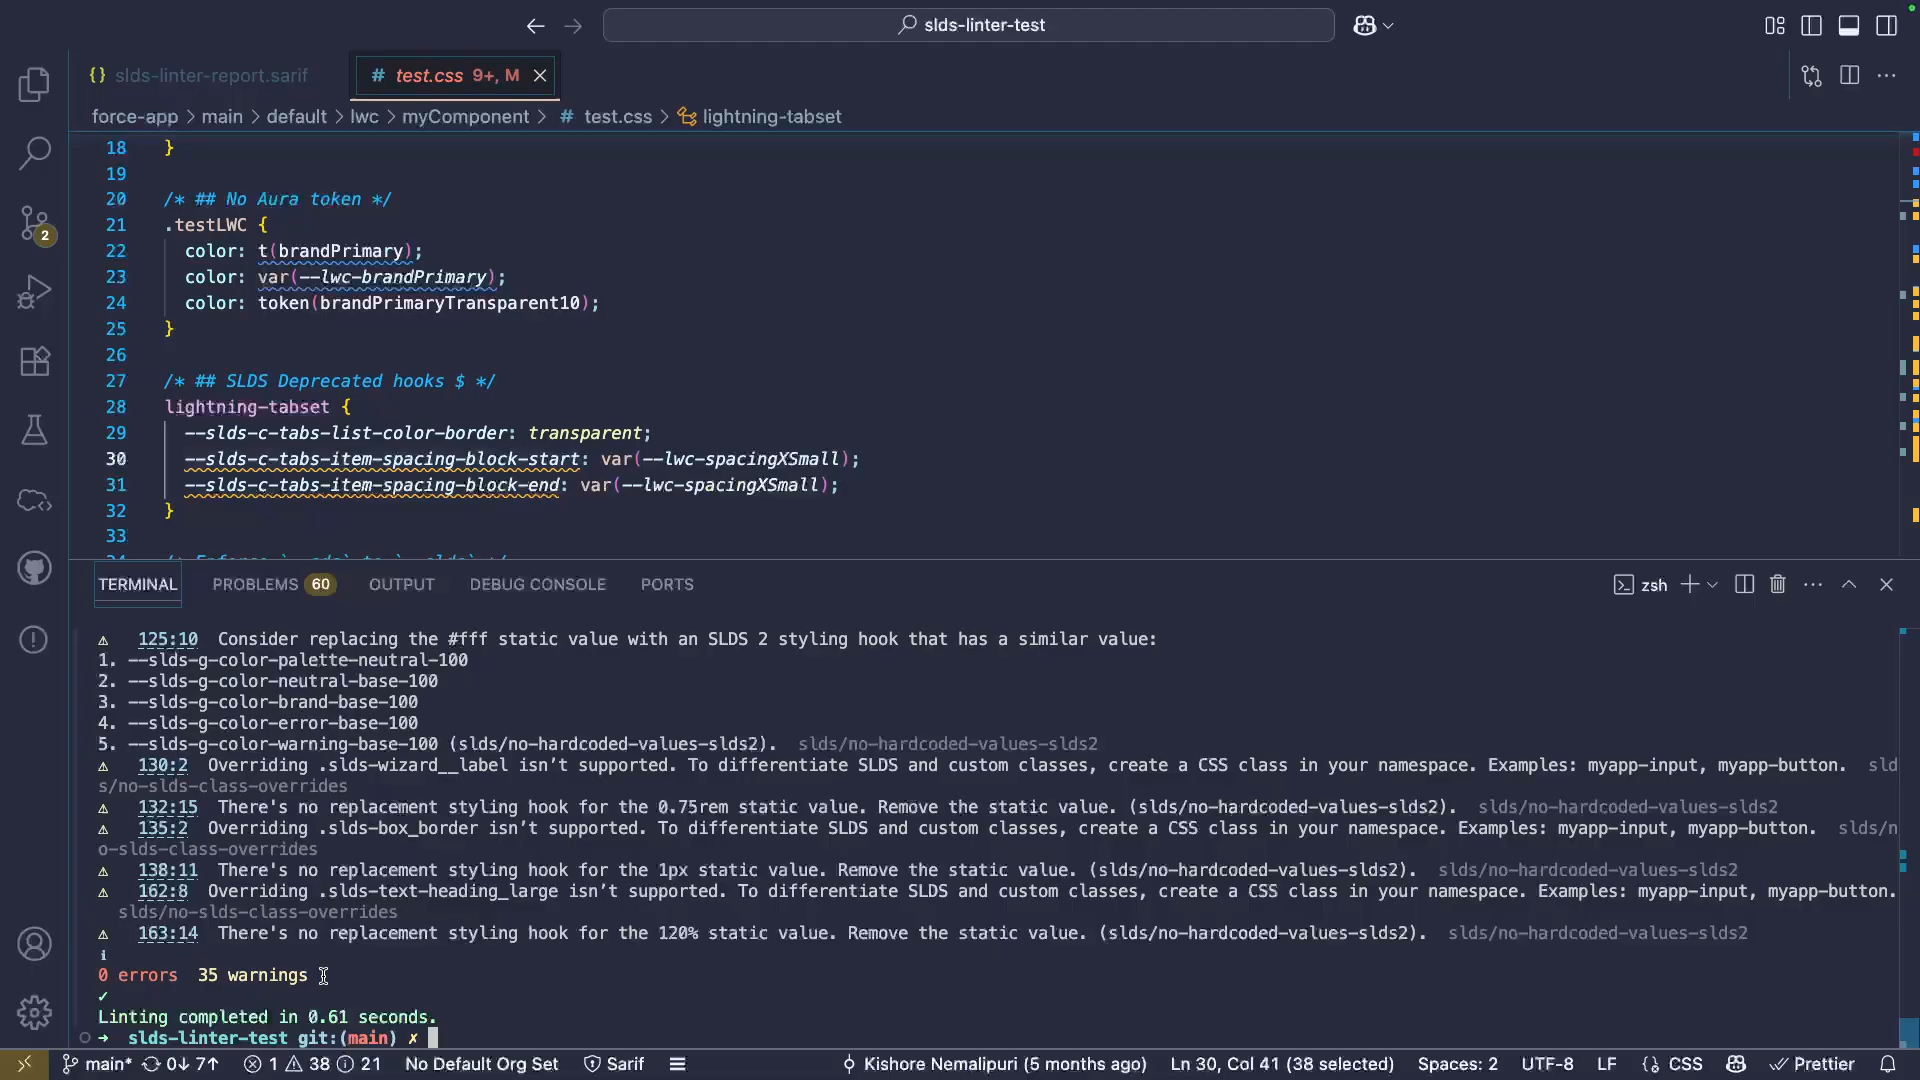 slds-linter-test
{} slds-linter-report.sarif
# test.css 9+, M
force-app > main > default > lwc > myComponent > # test.css > lightning-tabset
18 }
19
20 /* ## No Aura token */
21 .testLWC {
22 color: t(brandPrimary);
23 color: var(--lwc-brandPrimary);
24 color: token(brandPrimaryTransparent10);
25 }
26
27 /* ## SLDS Deprecated hooks $ */
28 lightning-tabset {
29 --slds-c-tabs-list-color-border: transparent;
30 --slds-c-tabs-item-spacing-block-start: var(--lwc-spacingXSmall);
31 --slds-c-tabs-item-spacing-block-end: var(--lwc-spacingXSmall);
32 }
33
2
TERMINAL PROBLEMS 60 OUTPUT DEBUG CONSOLE PORTS
zsh
⚠ 125:10 Consider replacing the #fff static value with an SLDS 2 styling hook that has a similar value:
1. --slds-g-color-palette-neutral-100
2. --slds-g-color-neutral-base-100
3. --slds-g-color-brand-base-100
4. --slds-g-color-error-base-100
5. --slds-g-color-warning-base-100 (slds/no-hardcoded-values-slds2). slds/no-hardcoded-values-slds2
⚠ 130:2 Overriding .slds-wizard__label isn’t supported. To differentiate SLDS and custom classes, create a CSS class in your namespace. Examples: myapp-input, myapp-button. sld
s/no-slds-class-overrides
⚠ 132:15 There's no replacement styling hook for the 0.75rem static value. Remove the static value. (slds/no-hardcoded-values-slds2). slds/no-hardcoded-values-slds2
⚠ 135:2 Overriding .slds-box_border isn’t supported. To differentiate SLDS and custom classes, create a CSS class in your namespace. Examples: myapp-input, myapp-button. slds/n
o-slds-class-overrides
⚠ 138:11 There's no replacement styling hook for the 1px static value. Remove the static value. (slds/no-hardcoded-values-slds2). slds/no-hardcoded-values-slds2
⚠ 162:8 Overriding .slds-text-heading_large isn’t supported. To differentiate SLDS and custom classes, create a CSS class in your namespace. Examples: myapp-input, myapp-button.
slds/no-slds-class-overrides
⚠ 163:14 There's no replacement styling hook for the 120% static value. Remove the static value. (slds/no-hardcoded-values-slds2). slds/no-hardcoded-values-slds2
ℹ
0 errors 35 warnings
✓
Linting completed in 0.61 seconds.
➜ slds-linter-test git:(main) ✗
main* 0↓ 7↑ 1 38 21 No Default Org Set Sarif Kishore Nemalipuri (5 months ago) Ln 30, Col 41 (38 selected) Spaces: 2 UTF-8 LF {} CSS Prettier